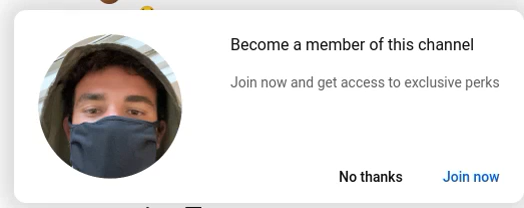 Become a member of this channel
Join now and get access to exclusive perks
No thanks
Join now